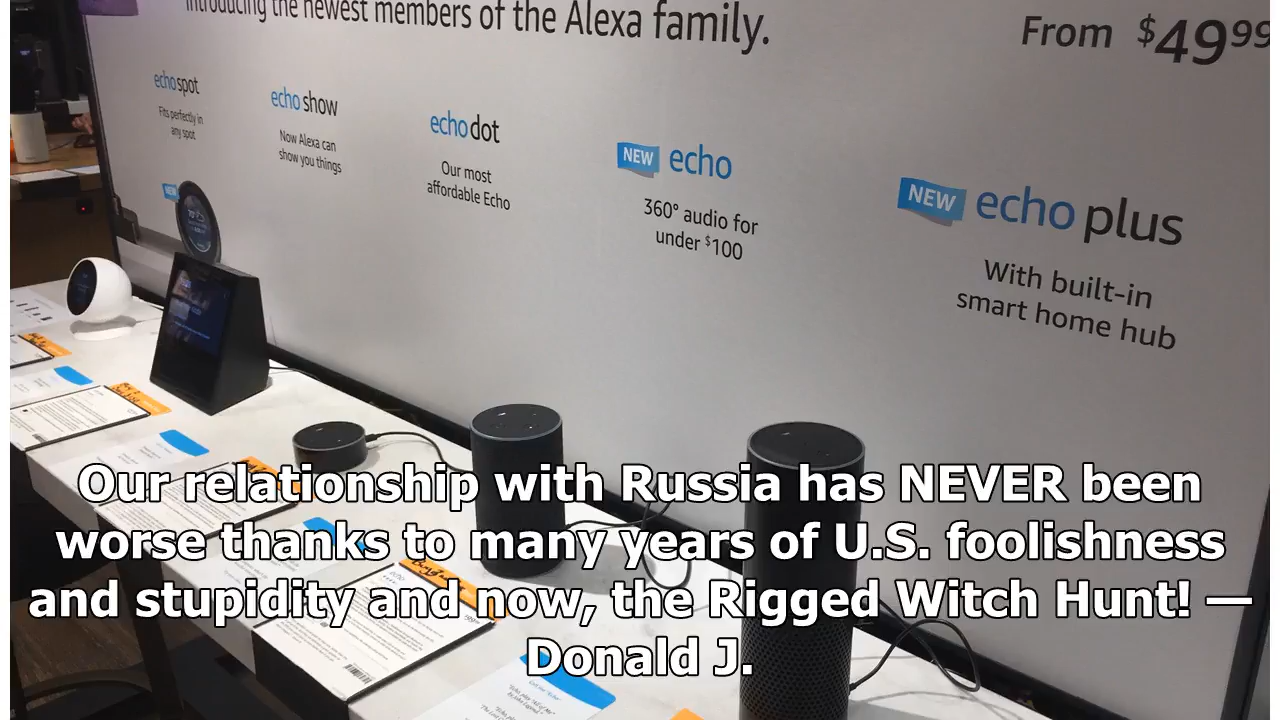 Introducing the newest members of the Alexa family.
From $49.99
echo spot
Fits perfectly in
any spot
echo show
Now Alexa can
show you things
echo dot
Our most
affordable Echo
NEW echo
360° audio for
under $100
NEW echo plus
With built-in
smart home hub
NEW
Our relationship with Russia has NEVER been
worse thanks to many years of U.S. foolishness
and stupidity and now, the Rigged Witch Hunt! —
Donald J.